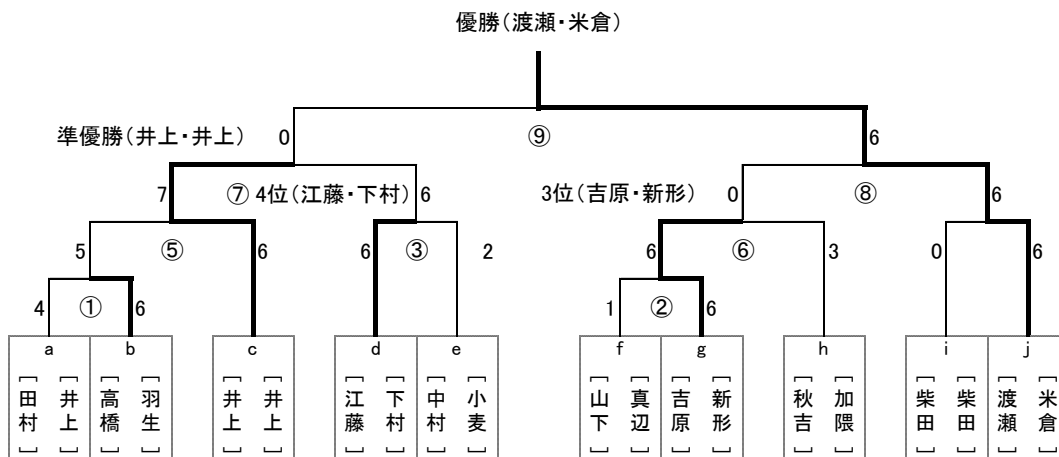 優勝(渡瀬・米倉)
準優勝(井上・井上) 0 ⑨ 6
7 ⑦ 4位(江藤・下村) 6 3位(吉原・新形) 0 ⑧ 6
5 ⑤ 6 6 ③ 2 6 ⑥ 3 0 6
4 ① 6 1 ② 6
a b c d e f g h i j
[田村] [井上] [高橋] [羽生] [井上] [井上] [江藤] [下村] [中村] [小麦] [山下] [真辺] [吉原] [新形] [秋吉] [加隈] [柴田] [柴田] [渡瀬] [米倉]